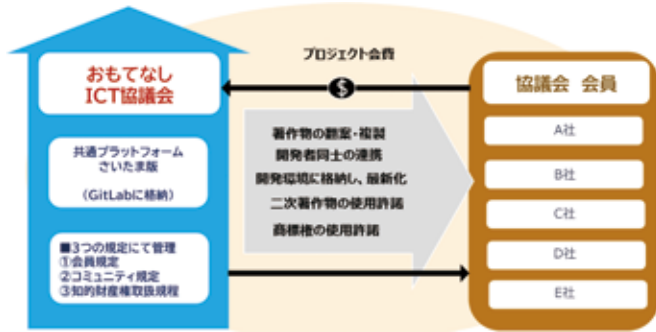 プロジェクト会費
$
おもてなし
ICT協議会
共通プラットフォーム
さいたま版
（GitLabに格納）
■3つの規定にて管理
①会員規定
②コミュニティ規定
③知的財産権取扱規程
著作物の翻案・複製
開発者同士の連携
開発環境に格納し、最新化
二次著作物の使用許諾
商標権の使用許諾
協議会 会員
A社
B社
C社
D社
E社